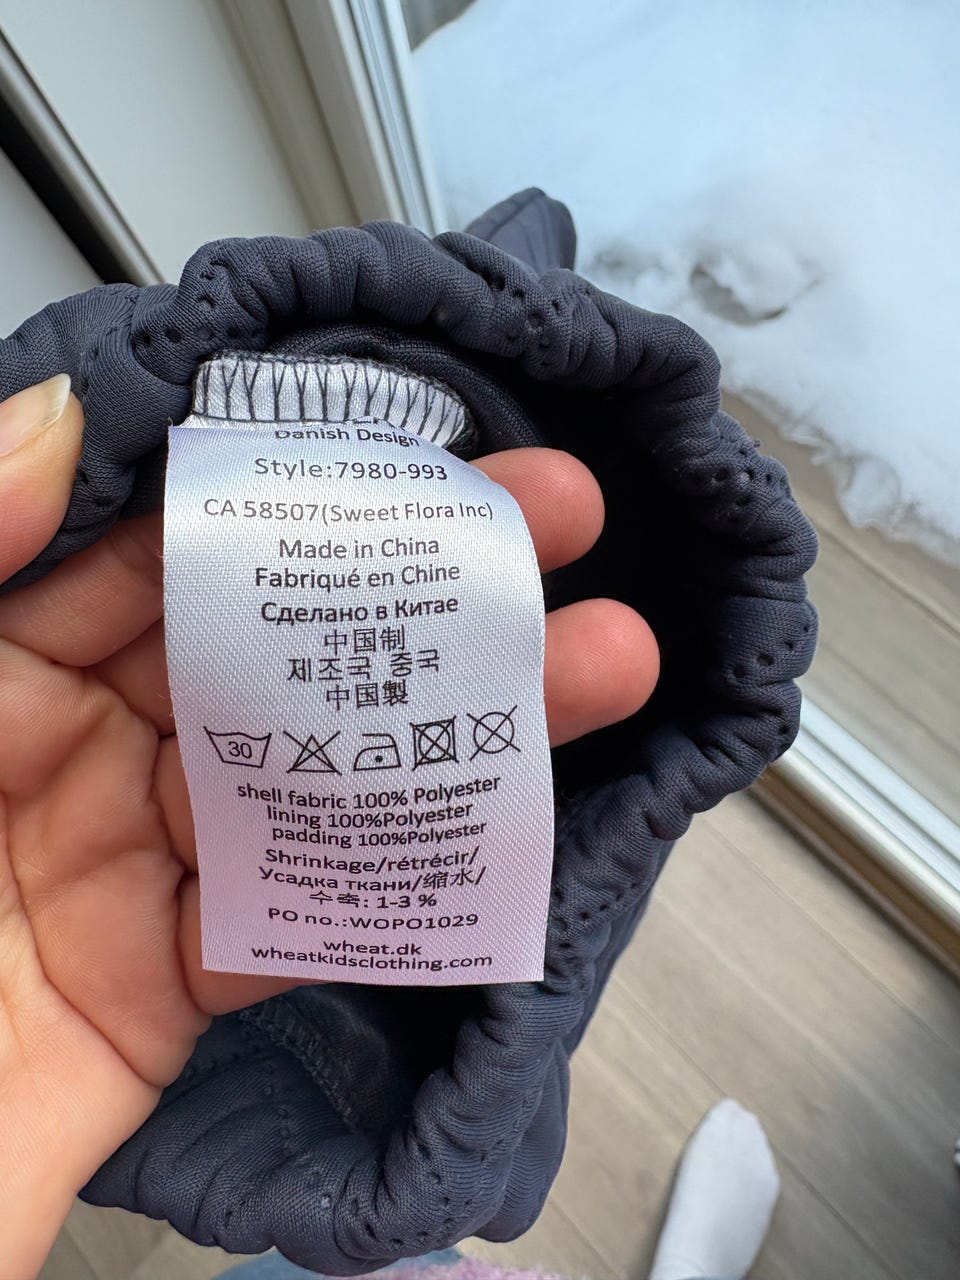 Danish Design
Style:7980-993
CA 58507(Sweet Flora Inc)
Made in China
Fabriqué en Chine
Сделано в Китае
中国制
제조국 중국
中国製
30
shell fabric 100% Polyester
lining 100%Polyester
padding 100%Polyester
Shrinkage/rétrécir/
Усадка ткани/缩水/
수축: 1-3 %
PO no.:WOPO1029
wheat.dk
wheatkidsclothing.com